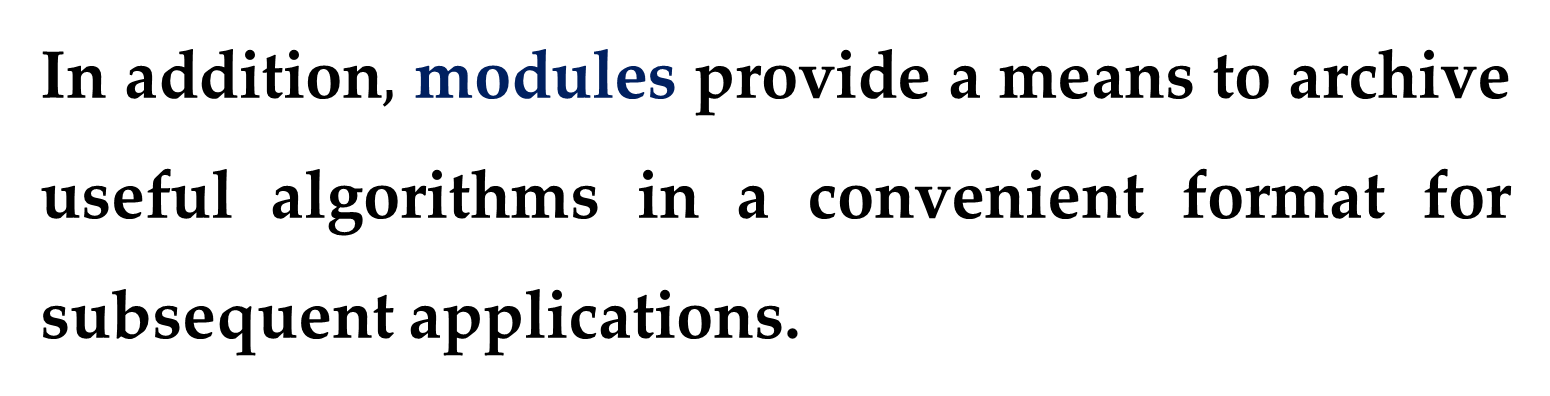 In addition, modules provide a means to archive
useful algorithms in a convenient format for
subsequent applications.